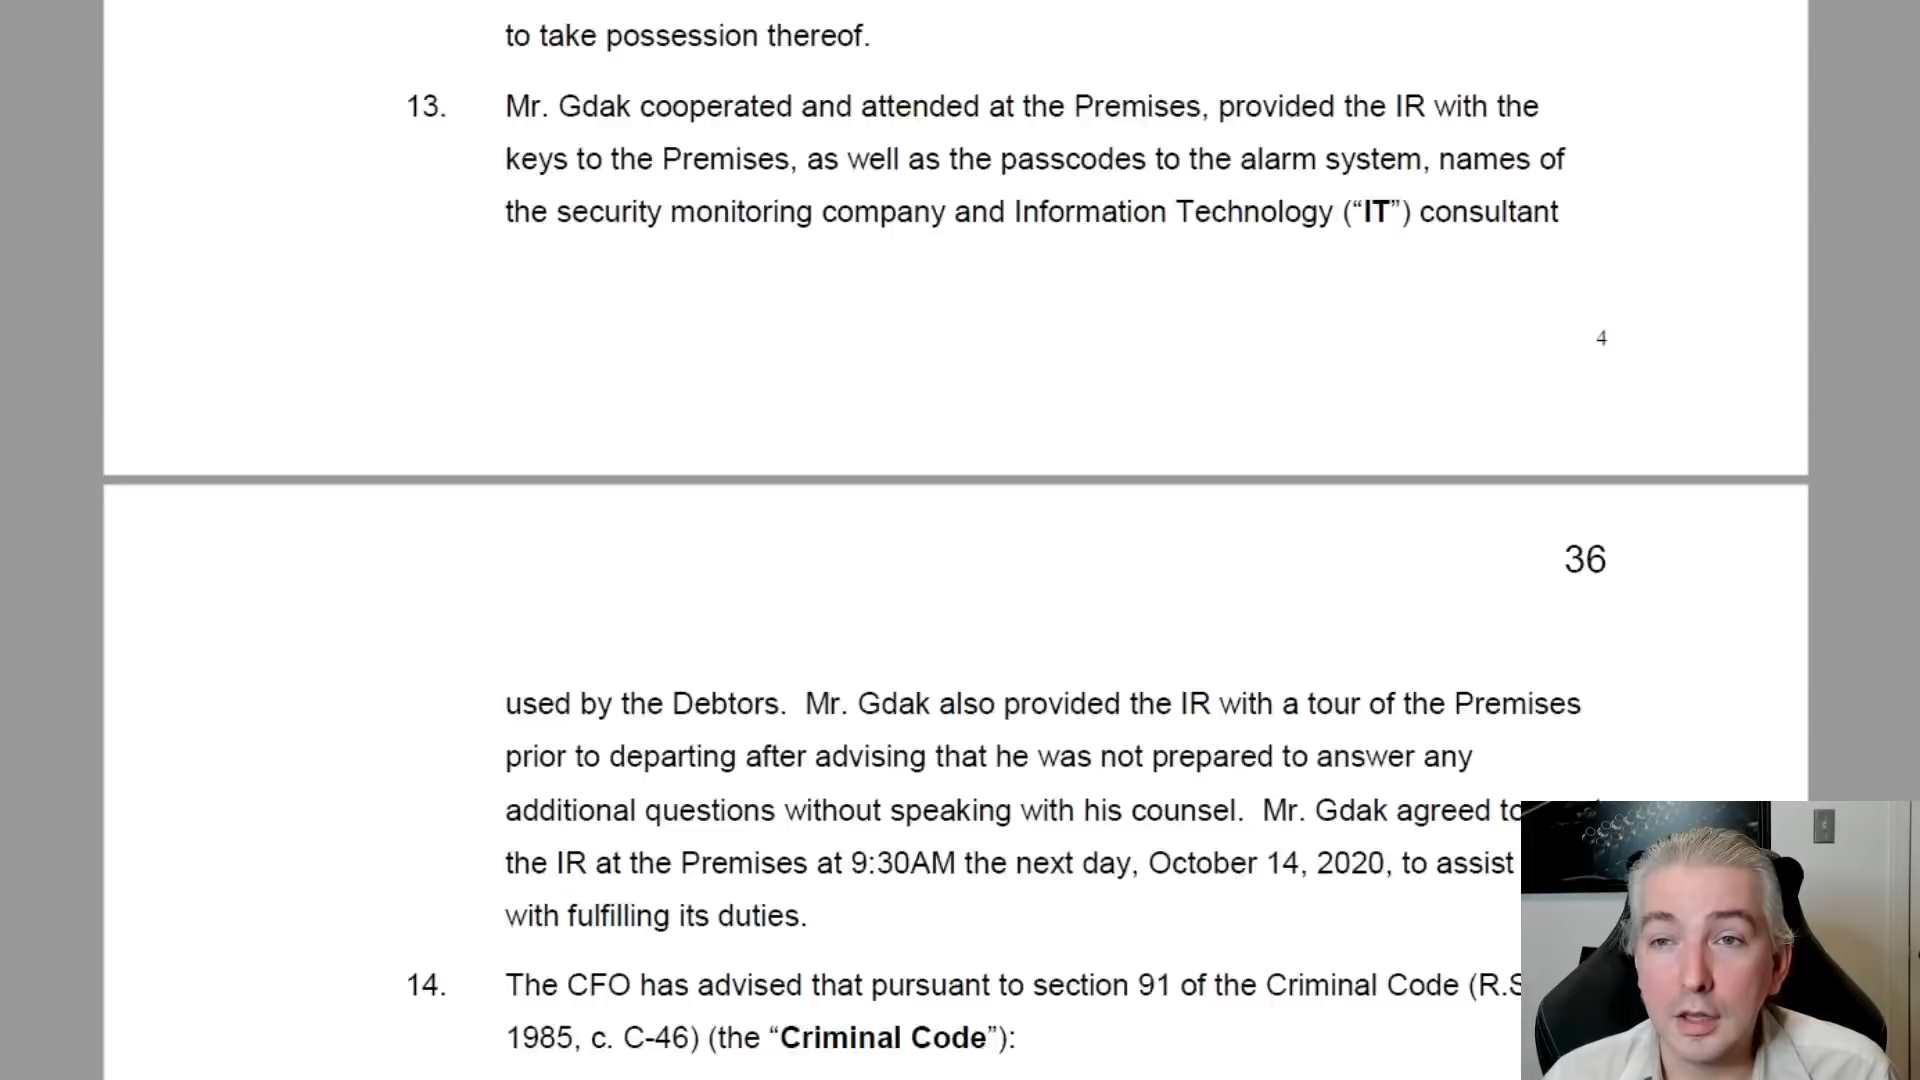 to take possession thereof.
13. Mr. Gdak cooperated and attended at the Premises, provided the IR with the
keys to the Premises, as well as the passcodes to the alarm system, names of
the security monitoring company and Information Technology (“IT”) consultant
4
36
used by the Debtors. Mr. Gdak also provided the IR with a tour of the Premises
prior to departing after advising that he was not prepared to answer any
additional questions without speaking with his counsel. Mr. Gdak agreed to
the IR at the Premises at 9:30AM the next day, October 14, 2020, to assist
with fulfilling its duties.
14. The CFO has advised that pursuant to section 91 of the Criminal Code (R.S
1985, c. C-46) (the “Criminal Code”):